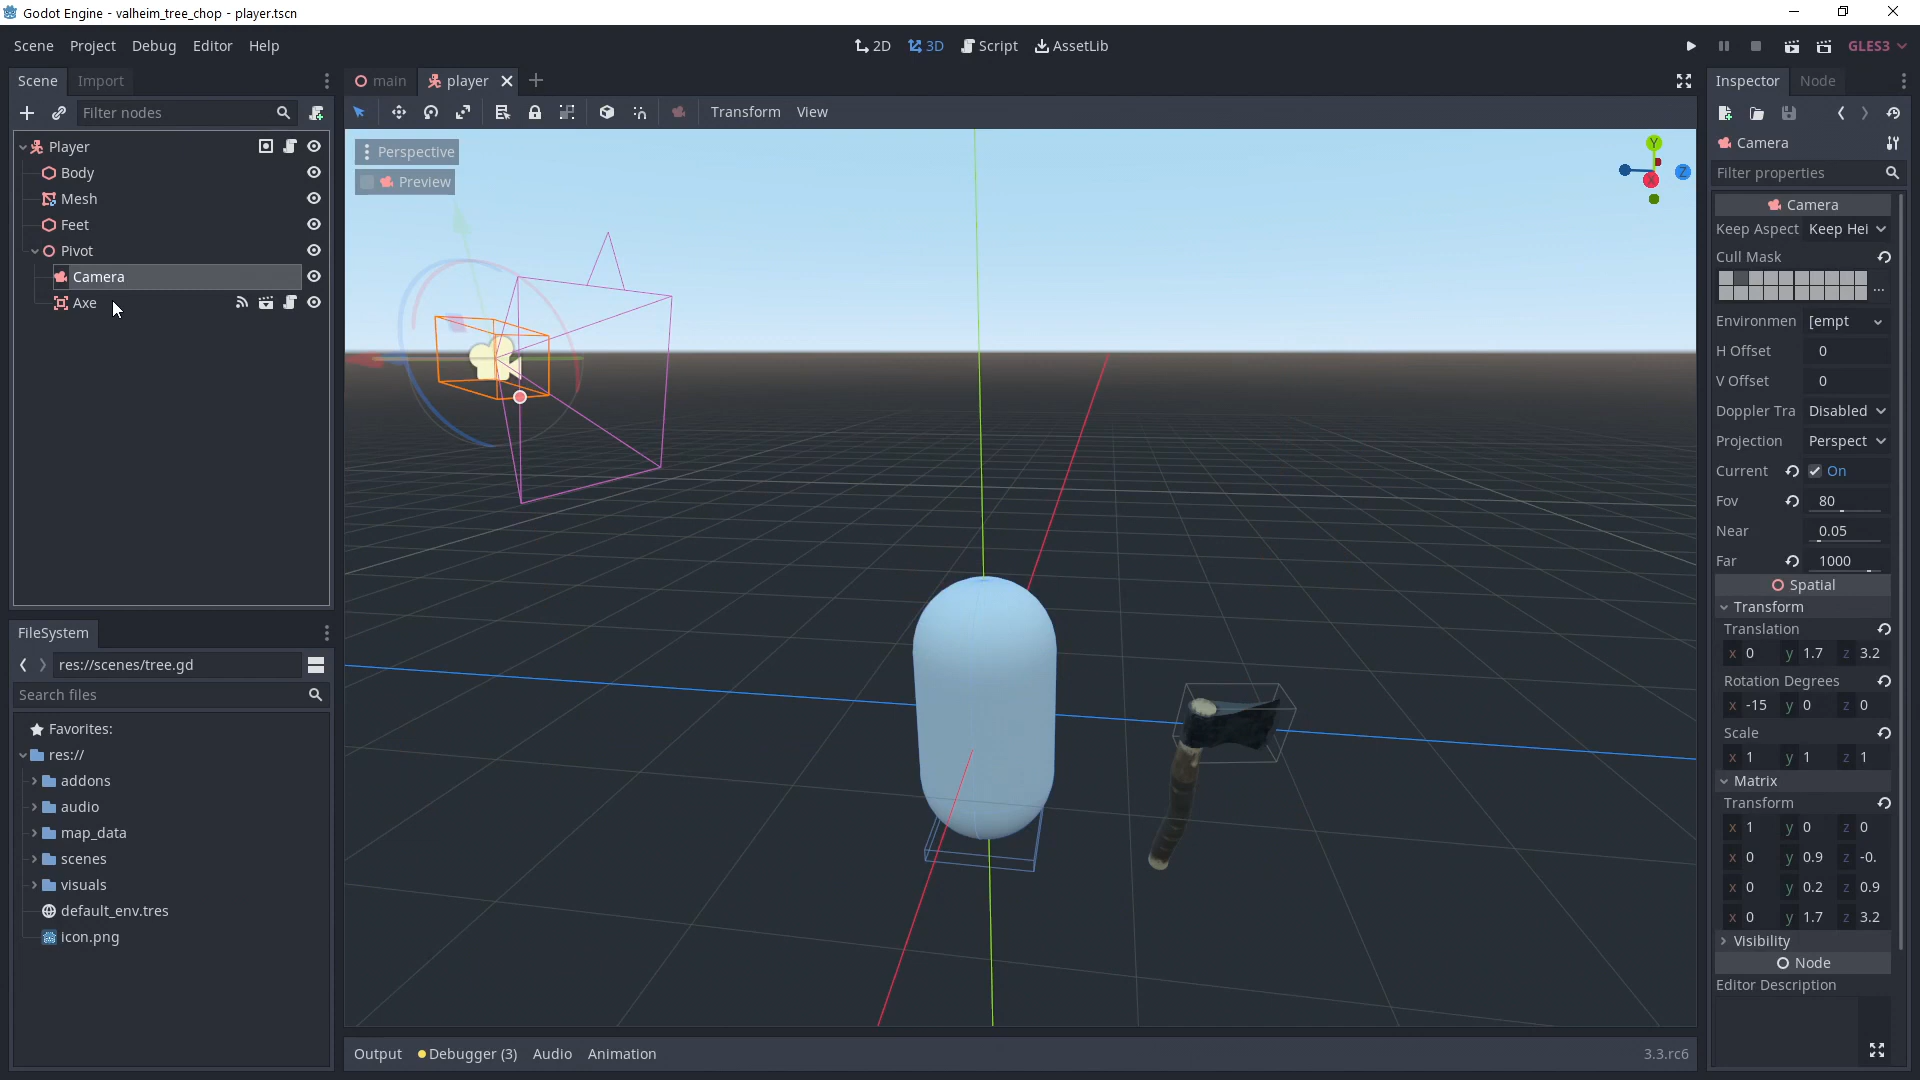 Godot Engine - valheim_tree_chop - player.tscn
Scene Project Debug Editor Help
2D 3D Script AssetLib
GLES3
Scene Import
main player
Inspector Node
Filter nodes
Transform View
Player
Body
Mesh
Feet
Pivot
Camera
Axe
Perspective
Preview
Y
Z
Camera
Filter properties
Camera
Keep Aspect Keep Hei
Cull Mask
...
Environmen [empt
H Offset 0
V Offset 0
Doppler Tra Disabled
Projection Perspect
Current On
Fov 80
Near 0.05
Far 1000
Spatial
Transform
Translation
x 0 y 1.7 z 3.2
Rotation Degrees
x -15 y 0 z 0
Scale
x 1 y 1 z 1
Matrix
Transform
x 1 y 0 z 0
x 0 y 0.9 z -0.
x 0 y 0.2 z 0.9
x 0 y 1.7 z 3.2
Visibility
Node
Editor Description
FileSystem
res://scenes/tree.gd
Search files
Favorites:
res://
addons
audio
map_data
scenes
visuals
default_env.tres
icon.png
Output Debugger (3) Audio Animation
3.3.rc6